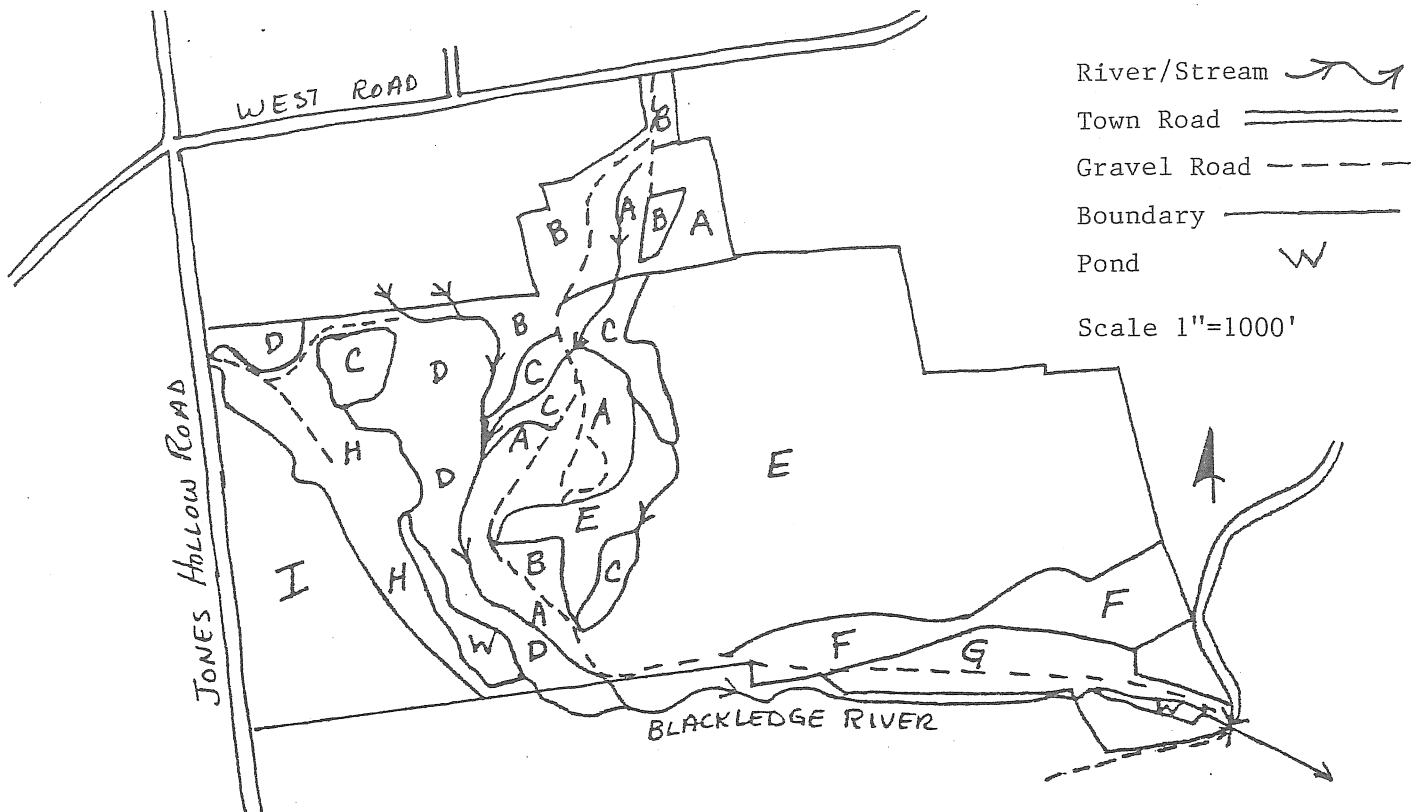 WEST ROAD
River/Stream
Town Road
Gravel Road
Boundary
Pond W
Scale 1"=1000'
B
A
B
B
A
D
C
D
B
C
C
C
A
A
H
D
E
E
I
H
B
C
A
W
D
F
F
G
W
JONES HOLLOW ROAD
BLACKLEDGE RIVER